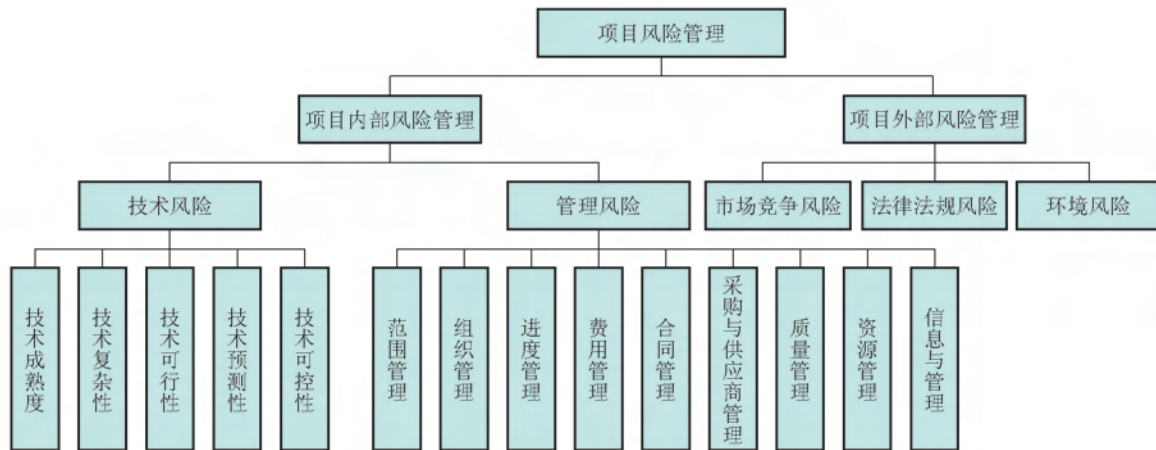 项目风险管理
项目内部风险管理
项目外部风险管理
技术风险
管理风险
市场竞争风险
法律法规风险
环境风险
技术成熟度
技术复杂性
技术可行性
技术预测性
技术可控性
范围管理
组织管理
进度管理
费用管理
合同管理
采购与供应商管理
质量管理
资源管理
信息与管理